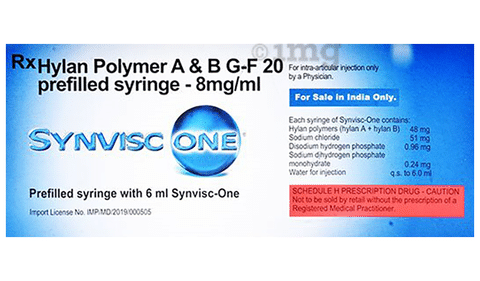 Rx Hylan Polymer A & B G-F 20
prefilled syringe - 8mg/ml
SYNVISC ONE
Prefilled syringe with 6 ml Synvisc-One
Import License No. IMP/MD/2019/000505
1mg
For intra-articular injection only
by a Physician.
For Sale in India Only.
Each syringe of Synvisc-One contains:
Hylan polymers (hylan A + hylan B) 48 mg
Sodium chloride 51 mg
Disodium hydrogen phosphate 0.96 mg
Sodium dihydrogen phosphate
monohydrate 0.24 mg
Water for injection q.s. to 6.0 ml
SCHEDULE H PRESCRIPTION DRUG - CAUTION
Not to be sold by retail without the prescription of a
Registered Medical Practitioner.